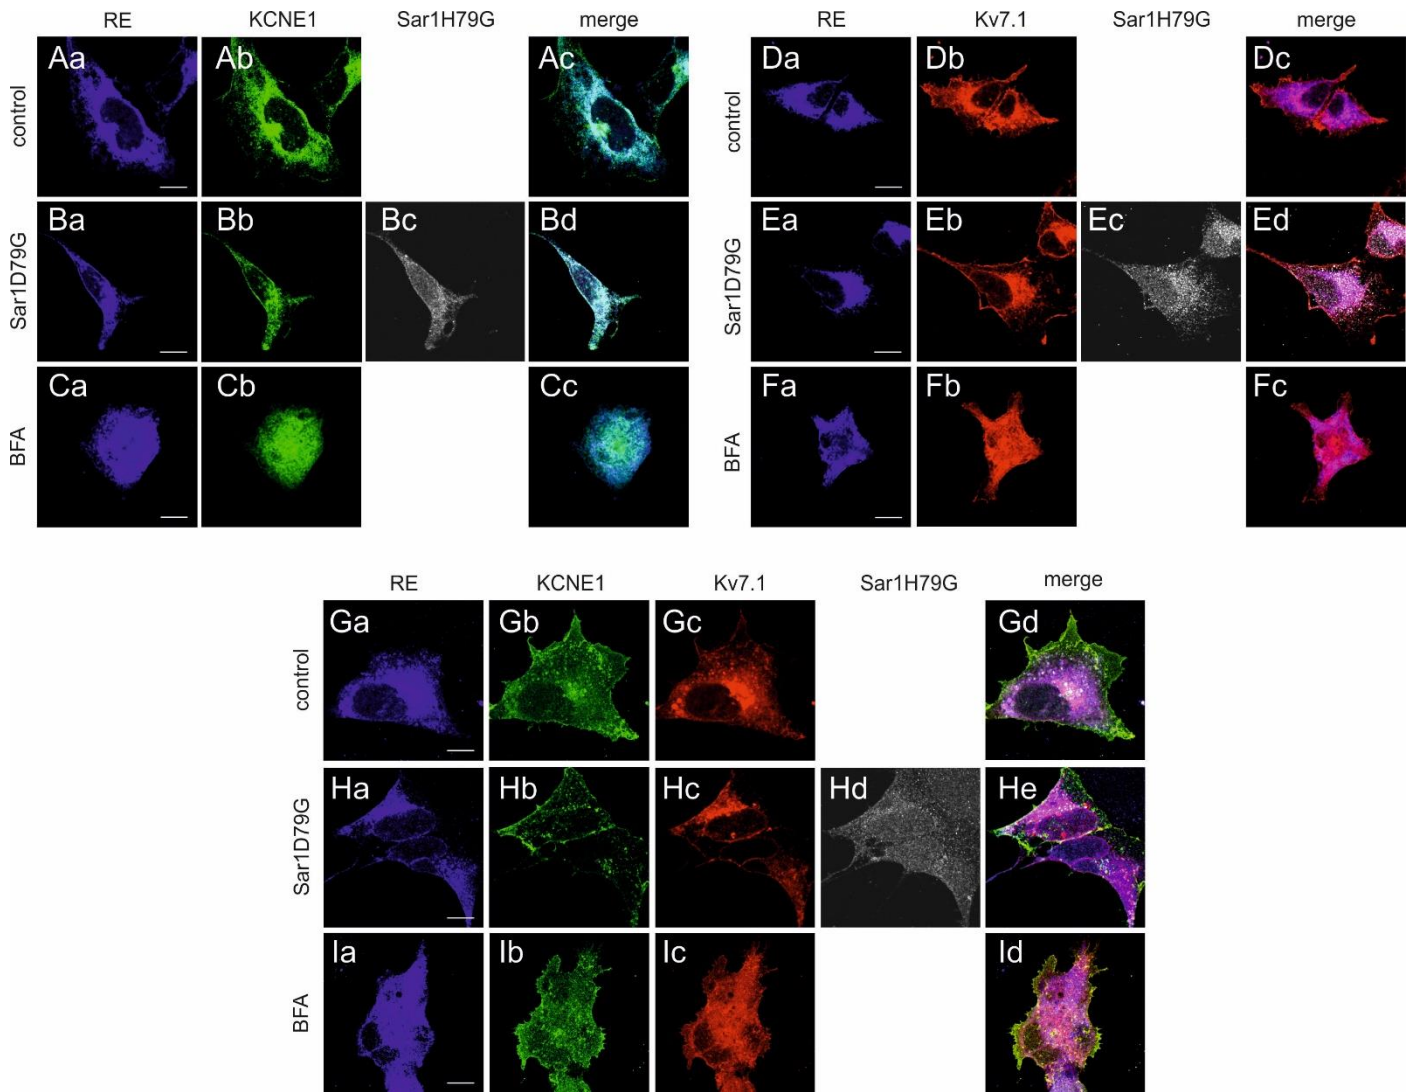 RE KCNE1 Sar1H79G merge RE Kv7.1 Sar1H79G merge
control Aa Ab Ac control Da Db Dc
Sar1D79G Ba Bb Bc Bd Sar1D79G Ea Eb Ec Ed
BFA Ca Cb Cc BFA Fa Fb Fc
RE KCNE1 Kv7.1 Sar1H79G merge
control Ga Gb Gc Gd
Sar1D79G Ha Hb Hc Hd He
BFA Ia Ib Ic Id